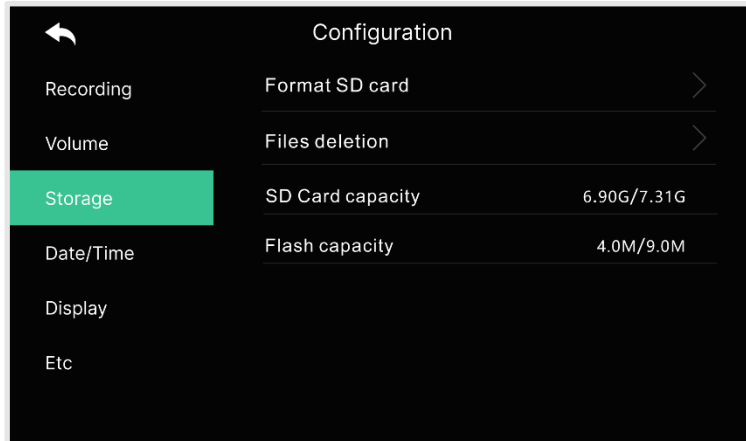 Configuration
Recording
Volume
Storage
Date/Time
Display
Etc
Format SD card
Files deletion
SD Card capacity 6.90G/7.31G
Flash capacity 4.0M/9.0M